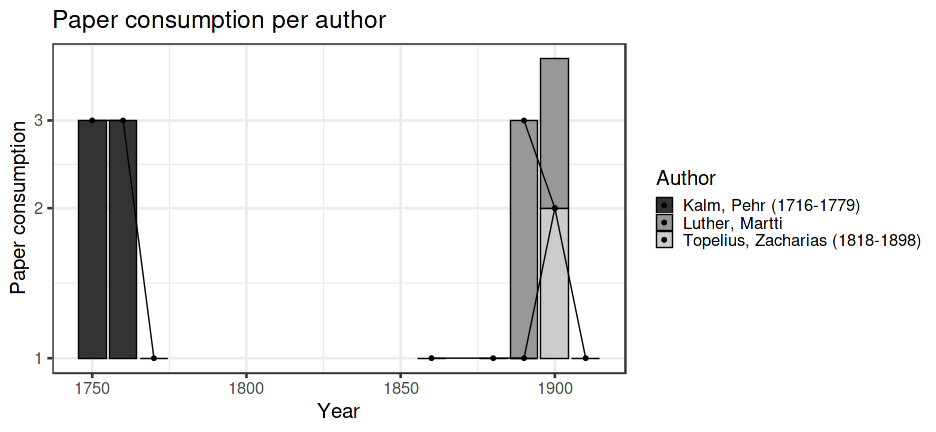 Paper consumption per author
Paper consumption
3
2
1
1750
1800
1850
1900
Year
Author
Kalm, Pehr (1716-1779)
Luther, Martti
Topelius, Zacharias (1818-1898)